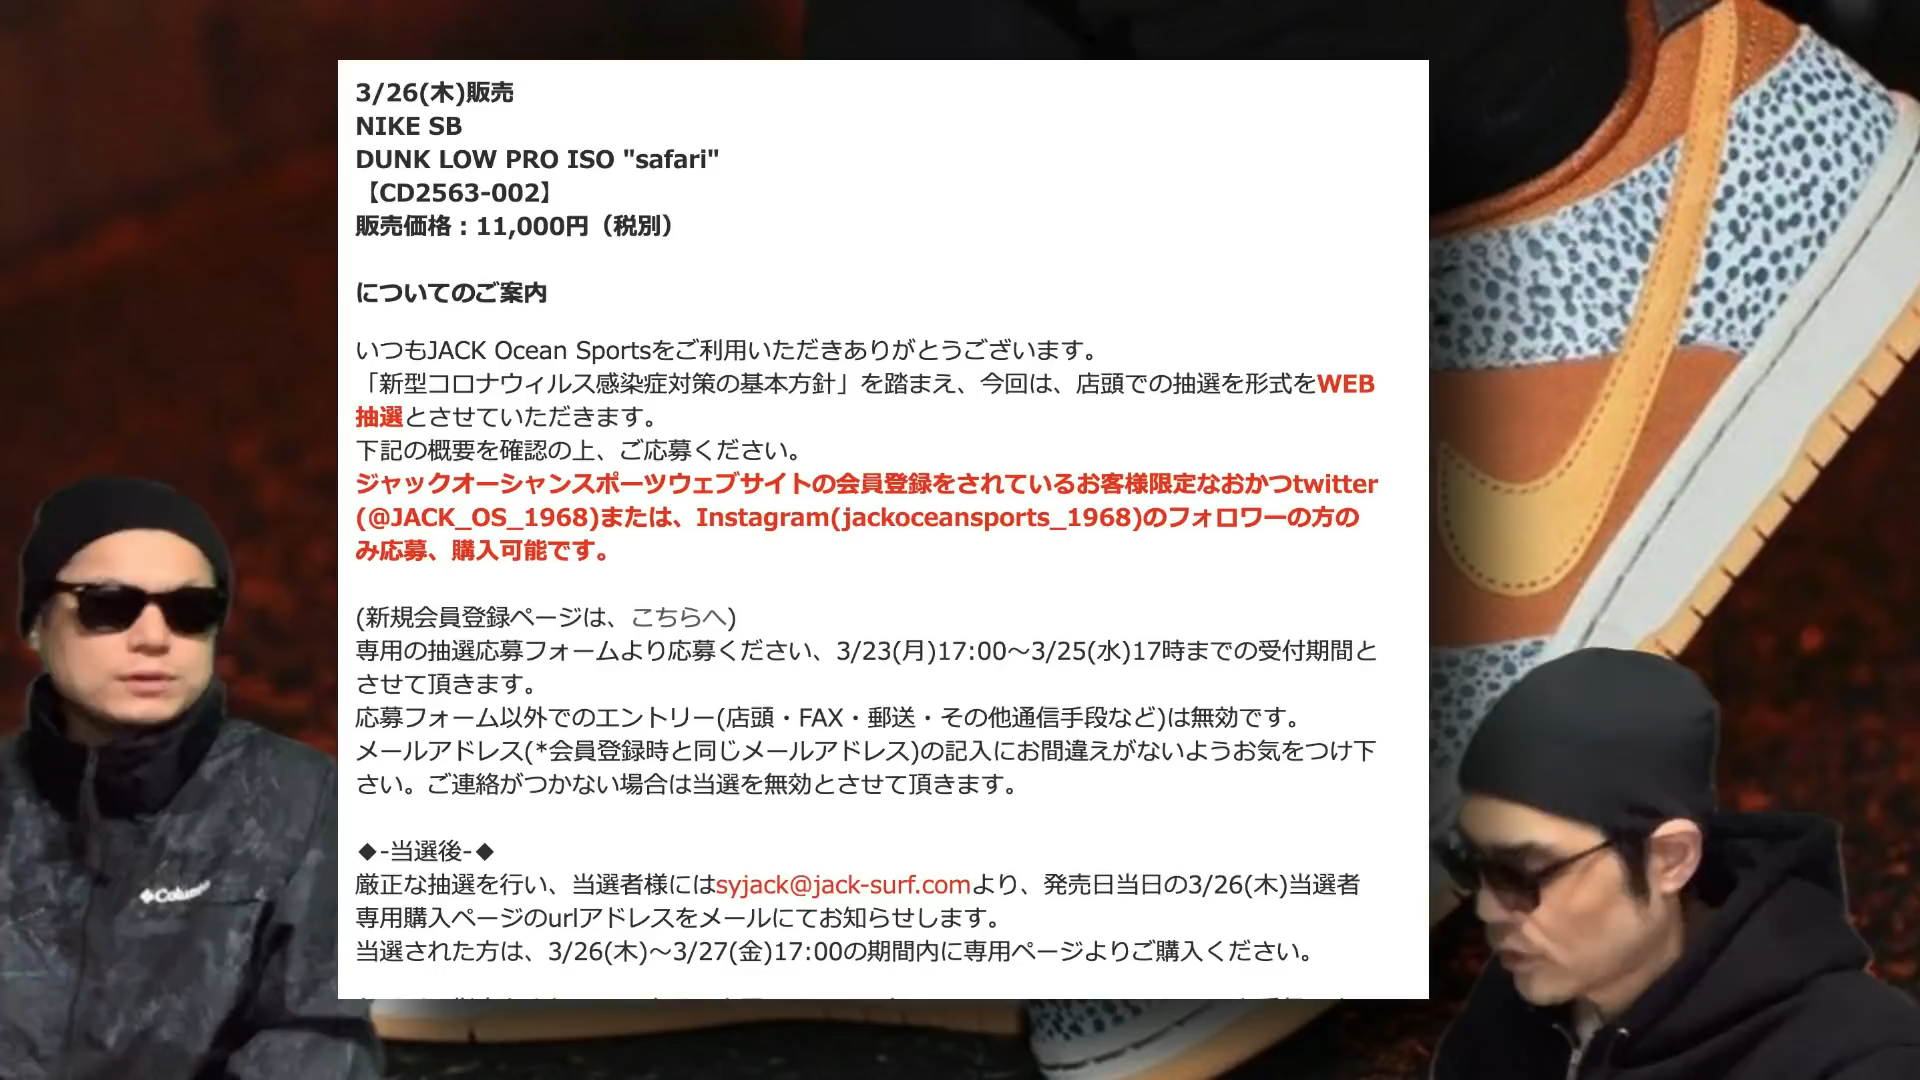 3/26(木)販売
NIKE SB
DUNK LOW PRO ISO "safari"
【CD2563-002】
販売価格：11,000円（税別）
についてのご案内
いつもJACK Ocean Sportsをご利用いただきありがとうございます。
「新型コロナウィルス感染症対策の基本方針」を踏まえ、今回は、店頭での抽選を形式をWEB
抽選とさせていただきます。
下記の概要を確認の上、ご応募ください。
ジャックオーシャンスポーツウェブサイトの会員登録をされているお客様限定なおかつtwitter
(@JACK_OS_1968)または、Instagram(jackoceansports_1968)のフォロワーの方の
み応募、購入可能です。
(新規会員登録ページは、こちらへ)
専用の抽選応募フォームより応募ください、3/23(月)17:00～3/25(水)17時までの受付期間と
させて頂きます。
応募フォーム以外でのエントリー(店頭・FAX・郵送・その他通信手段など)は無効です。
メールアドレス(*会員登録時と同じメールアドレス)の記入にお間違えがないようお気をつけ下
さい。ご連絡がつかない場合は当選を無効とさせて頂きます。
◆-当選後-◆
厳正な抽選を行い、当選者様にはsyjack@jack-surf.comより、発売日当日の3/26(木)当選者
専用購入ページのurlアドレスをメールにてお知らせします。
当選された方は、3/26(木)～3/27(金)17:00の期間内に専用ページよりご購入ください。
Columbia